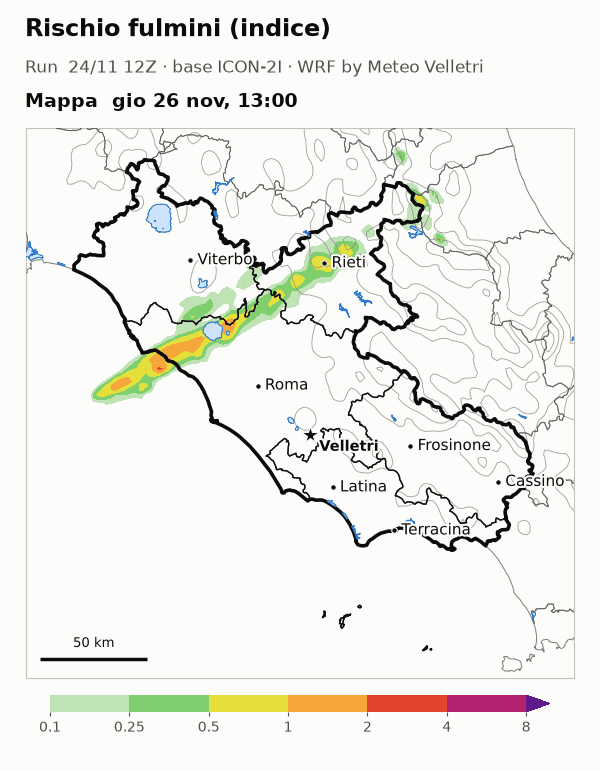 Rischio fulmini (indice)
Run  24/11 12Z · base ICON-2I · WRF by Meteo Velletri
Mappa  gio 26 nov, 13:00
Viterbo
Rieti
Roma
Velletri
Frosinone
Cassino
Latina
Terracina
50 km
0.1 0.25 0.5 1 2 4 8